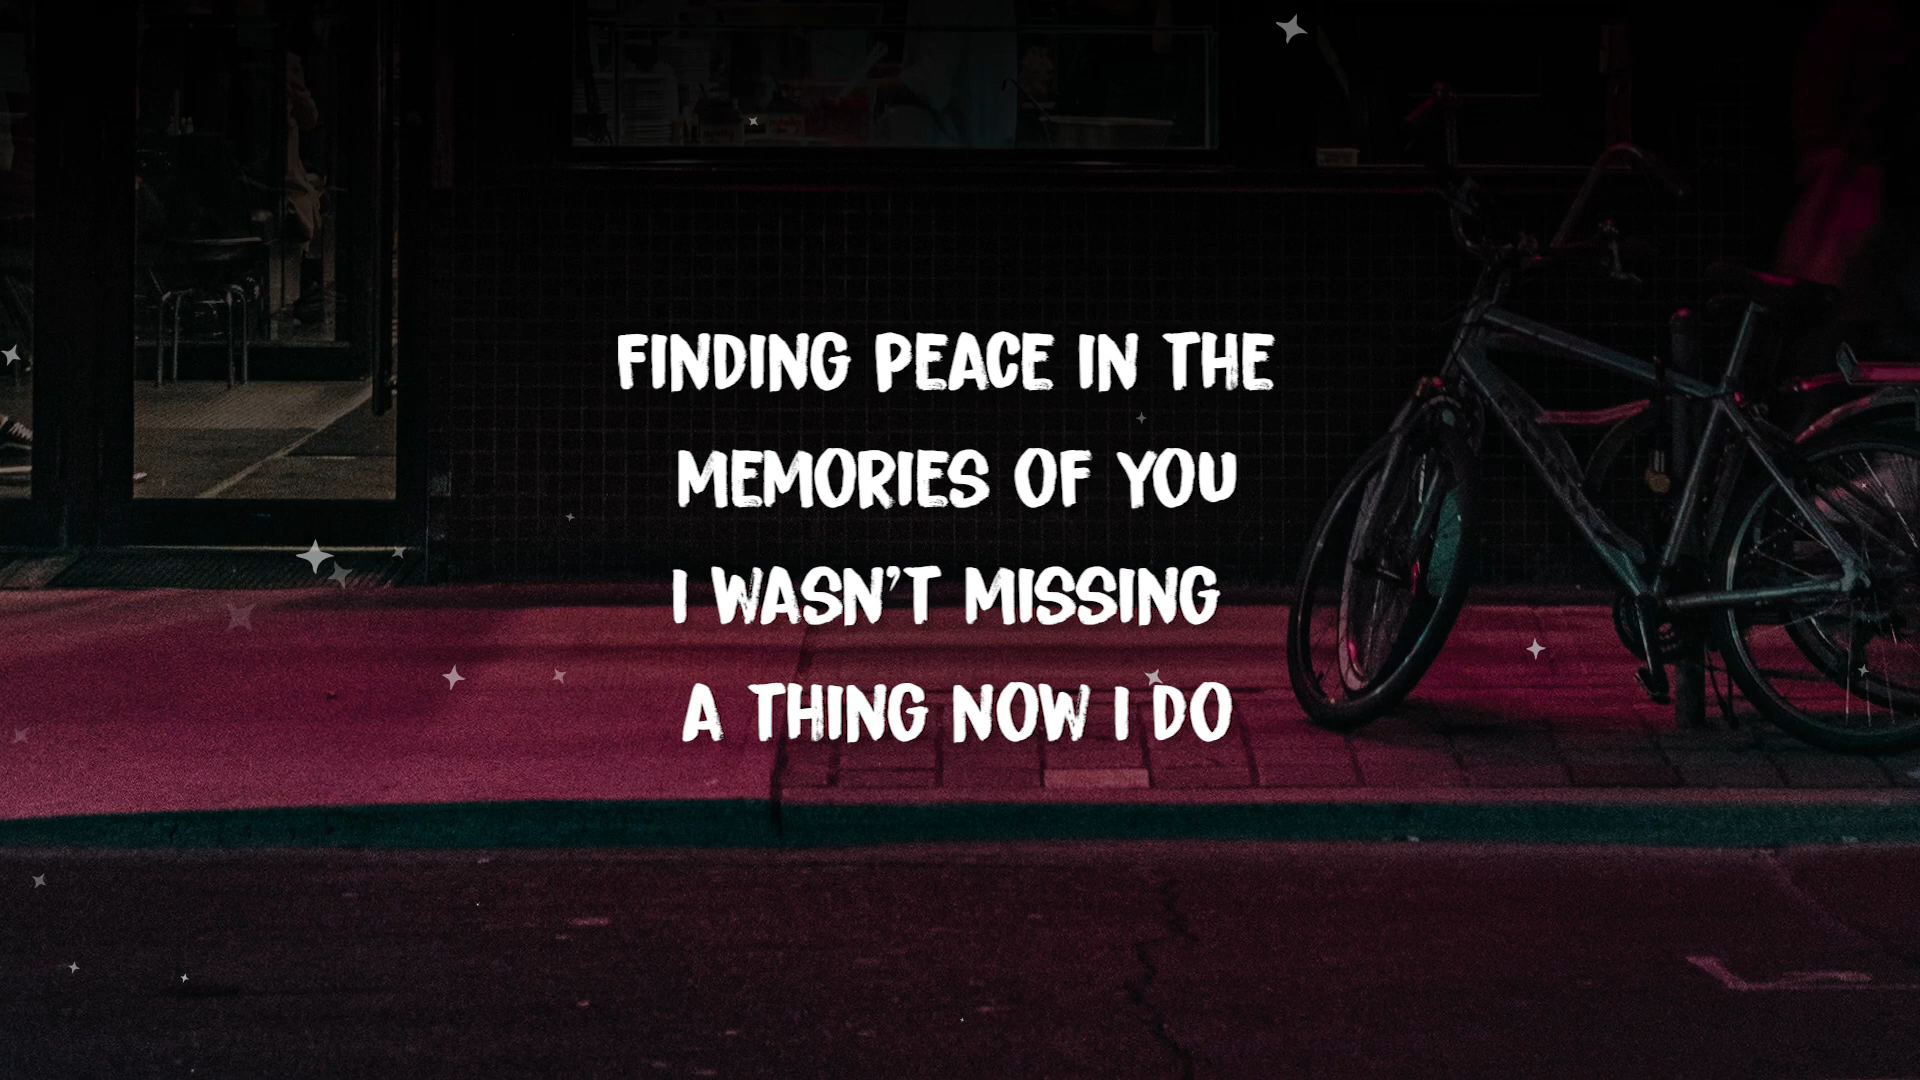 FINDING PEACE IN THE
MEMORIES OF YOU
I WASN'T MISSING
A THING NOW I DO